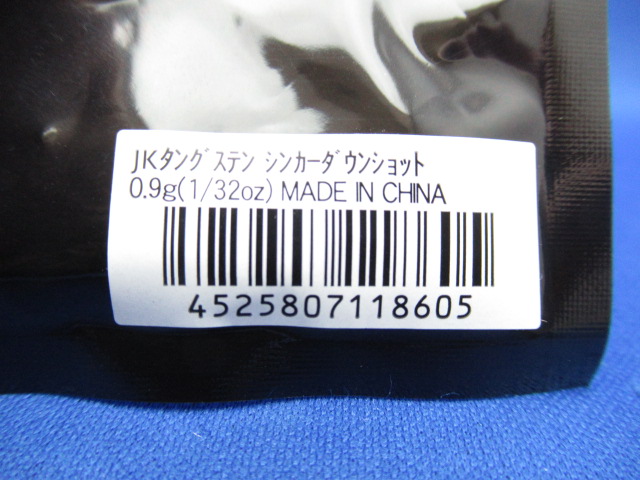 JKﾀﾝｸﾞｽﾃﾝ ｼﾝｶｰﾀﾞｳﾝｼｮｯﾄ
0.9g(1/32oz) MADE IN CHINA
4525807118605